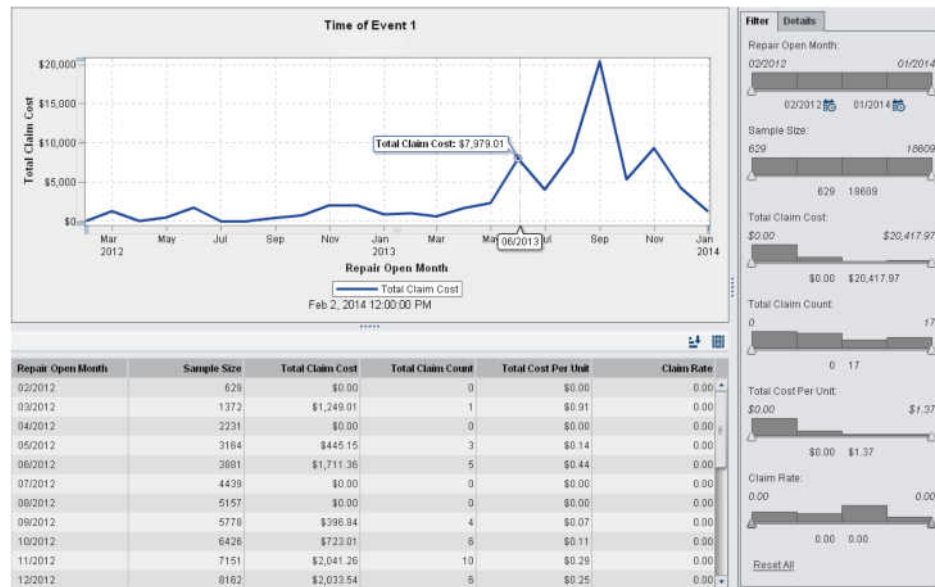 Time of Event 1
Total Claim Cost
$20,000
$15,000
$10,000
$5,000
$0
Total Claim Cost: $7,979.01
Mar May Jul Sep Nov Jan Mar May Jul Sep Nov Jan
2012 2013 2014
06/2013
Repair Open Month
Total Claim Cost
Feb 2, 2014 12:00:00 PM
Repair Open Month Sample Size Total Claim Cost Total Claim Count Total Cost Per Unit Claim Rate
02/2012 629 $0.00 0 $0.00 0.00
03/2012 1372 $1,249.01 1 $0.91 0.00
04/2012 2231 $0.00 0 $0.00 0.00
05/2012 3164 $445.15 3 $0.14 0.00
06/2012 3881 $1,711.36 5 $0.44 0.00
07/2012 4439 $0.00 0 $0.00 0.00
08/2012 5157 $0.00 0 $0.00 0.00
09/2012 5778 $396.84 4 $0.07 0.00
10/2012 6426 $723.01 6 $0.11 0.00
11/2012 7151 $2,041.26 10 $0.29 0.00
12/2012 8162 $2,033.54 6 $0.25 0.00
Filter Details
Repair Open Month:
02/2012 01/2014
02/2012 01/2014
Sample Size:
629 18609
629 18609
Total Claim Cost:
$0.00 $20,417.97
$0.00 $20,417.97
Total Claim Count:
0 17
0 17
Total Cost Per Unit:
$0.00 $1.37
$0.00 $1.37
Claim Rate:
0.00 0.00
0.00 0.00
Reset All